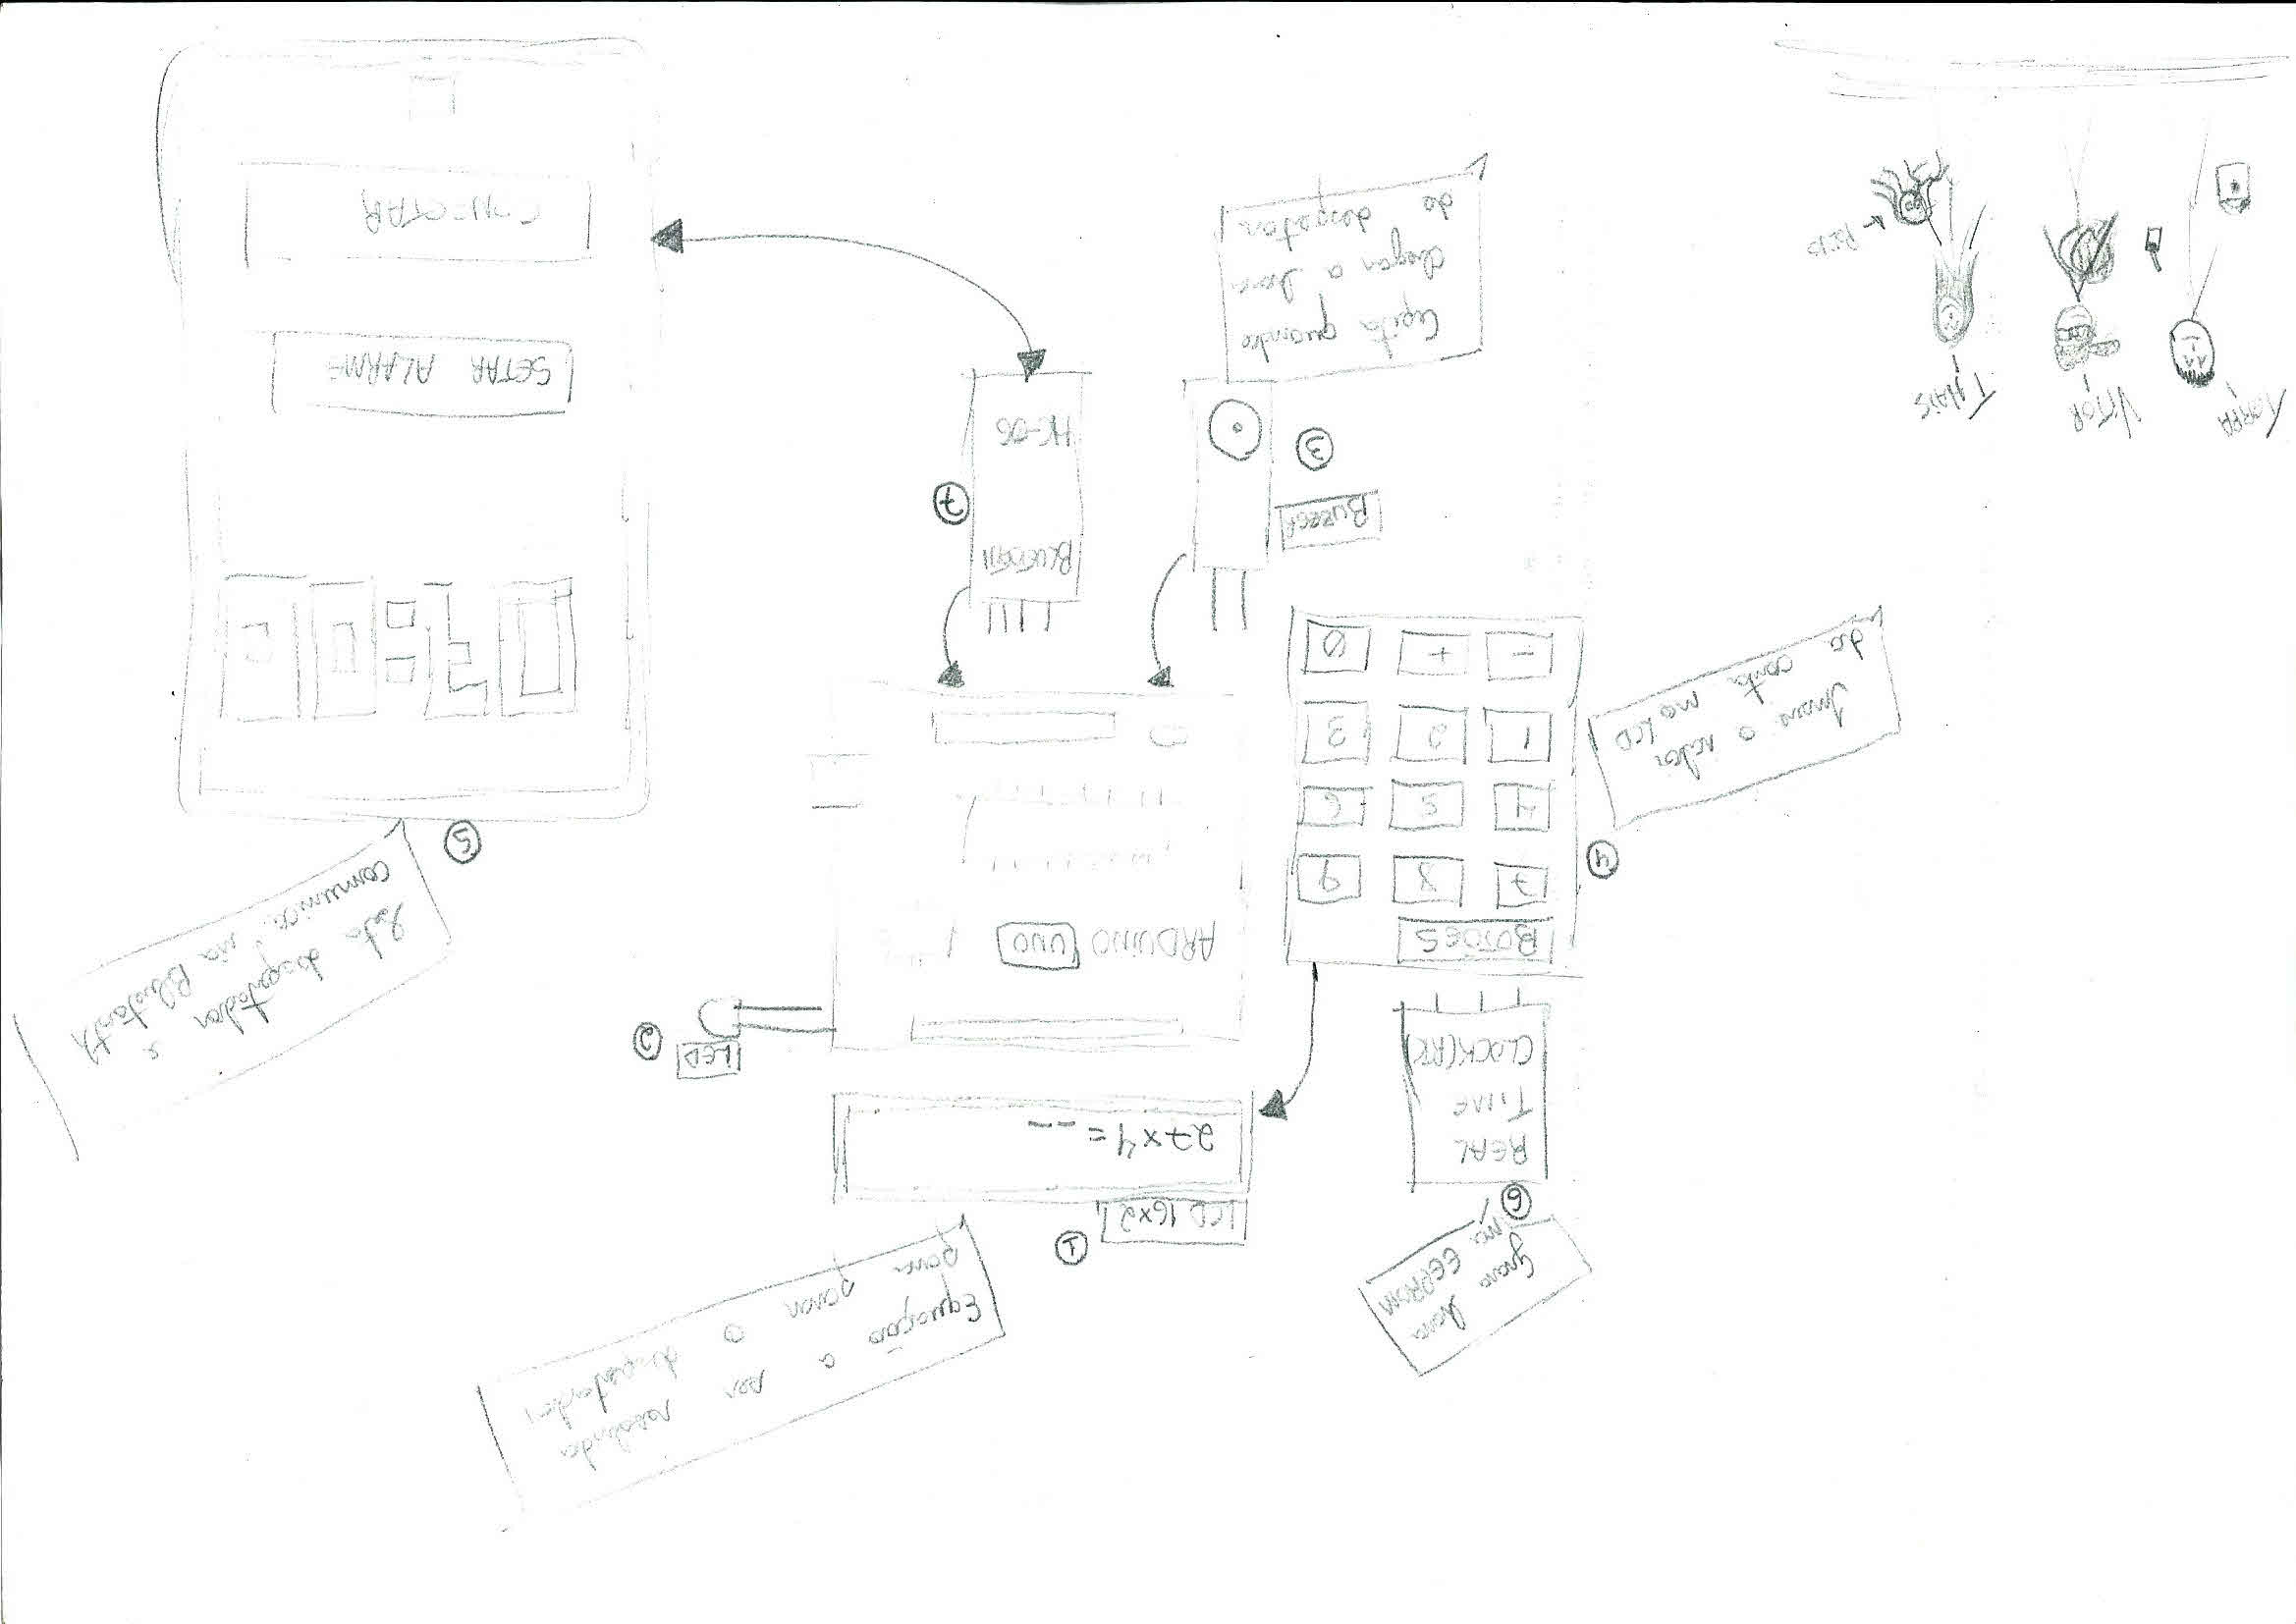 Equação a ser resolvida
para parar o despertador
Grava hora
na EEPROM
1
LCD 16x2
6
27x4=__
REAL
TIME
CLOCK(RTC)
LED
2
Seta despertador e
comunica via Bluetooth
ARDUINO UNO
BOTÕES
7 8 9
4
5
4 5 6
Insere o valor
da conta no LCD
1 2 3
07:00
- + 0
BLUETOOTH
BUZZER
7
3
HC-06
TORRA
VITOR
THAIS
SETAR ALARME
Apita quando
chegar a hora
de despertar
CONECTAR